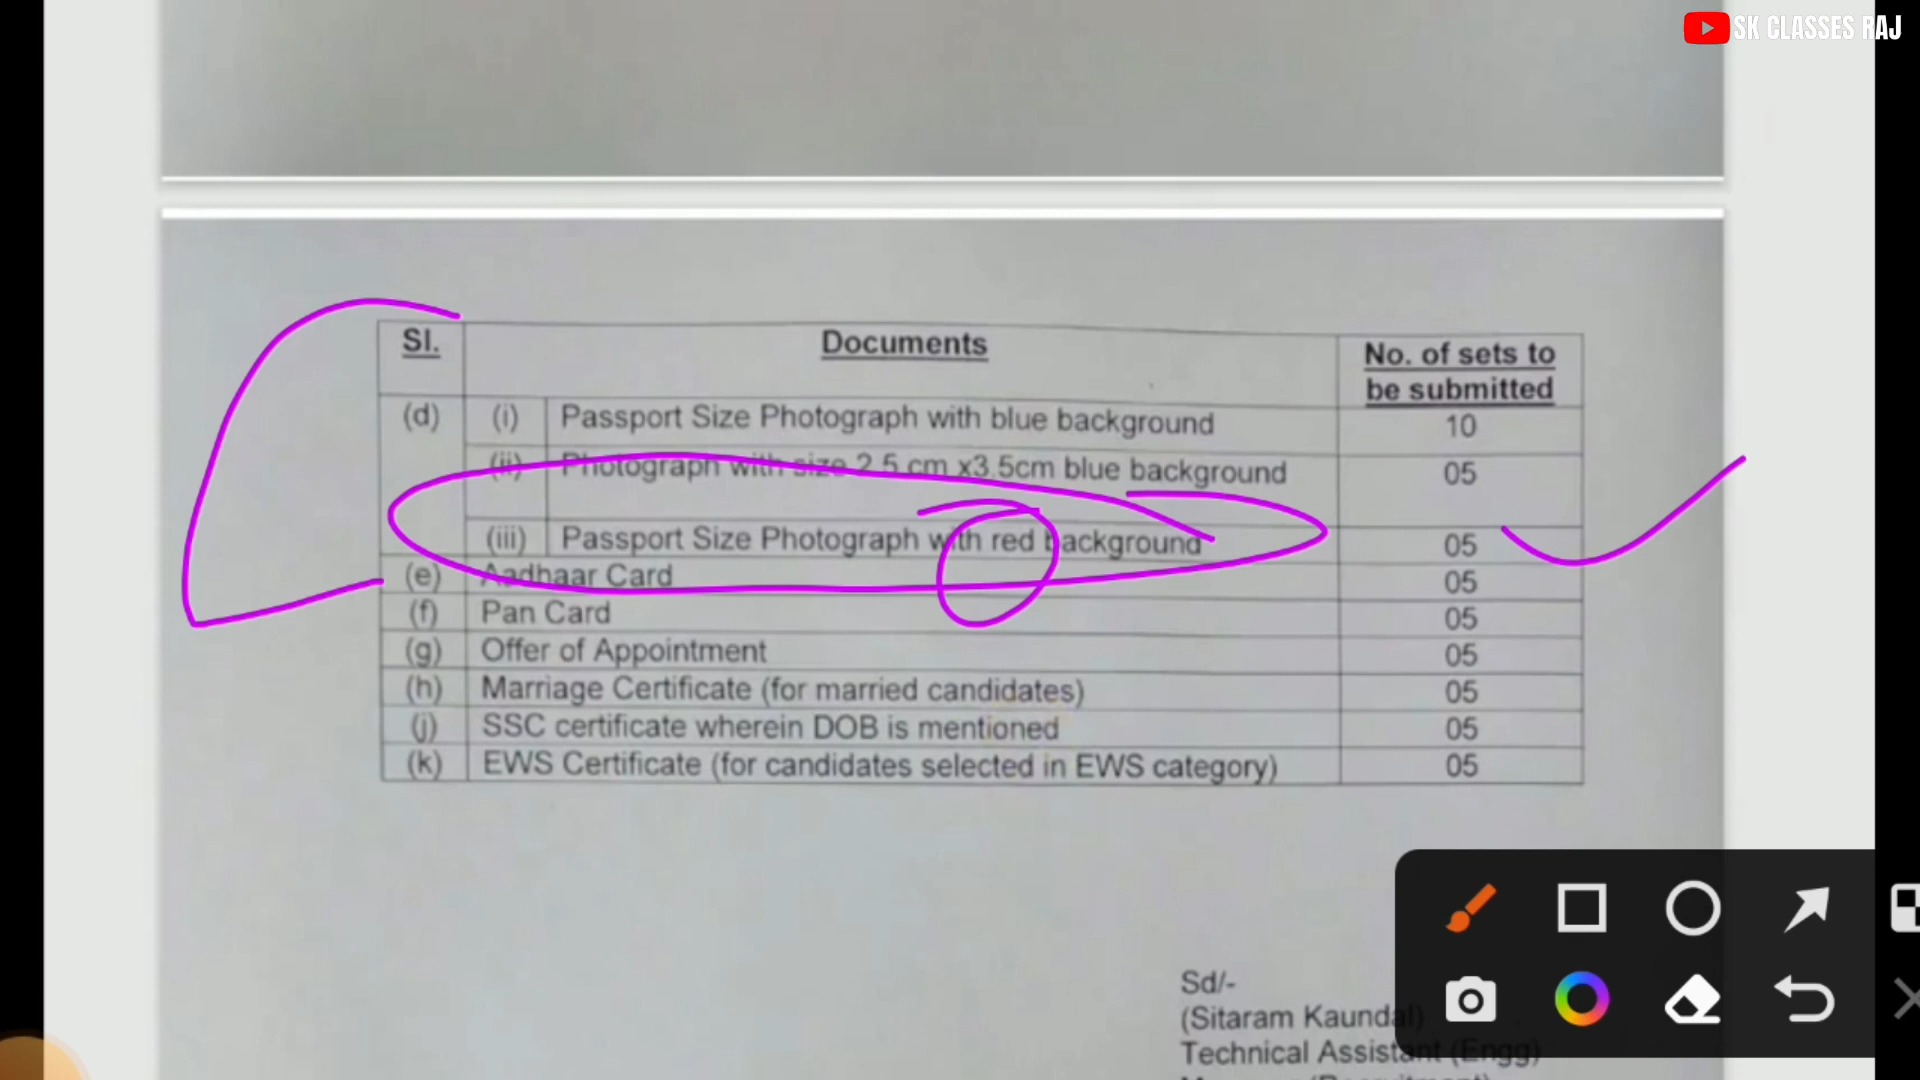 SK CLASSES RAJ
Sl. Documents No. of sets to be submitted
(d) (i) Passport Size Photograph with blue background 10
(ii) Photograph with size 2.5 cm x3.5cm blue background 05
(iii) Passport Size Photograph with red background 05
(e) Aadhaar Card 05
(f) Pan Card 05
(g) Offer of Appointment 05
(h) Marriage Certificate (for married candidates) 05
(j) SSC certificate wherein DOB is mentioned 05
(k) EWS Certificate (for candidates selected in EWS category) 05
Sd/-
(Sitaram Kaundal)
Technical Assistant (Engg)